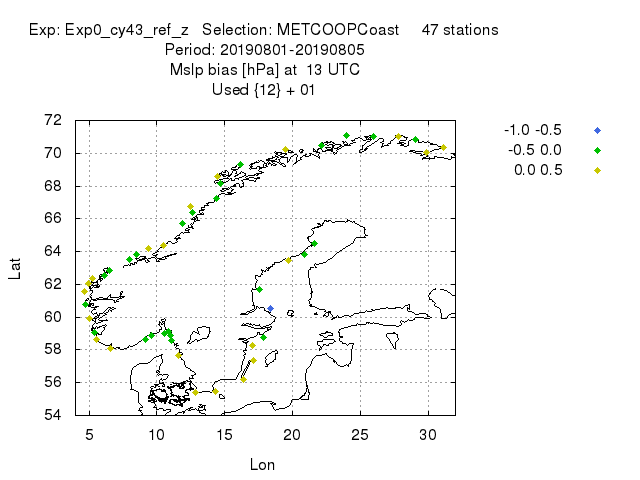 Exp: Exp0_cy43_ref_z Selection: METCOOPCoast 47 stations
Period: 20190801-20190805
Mslp bias [hPa] at 13 UTC
Used {12} + 01
72
70
68
66
64
62
60
58
56
54
Lat
5 10 15 20 25 30
Lon
-1.0 -0.5
-0.5 0.0
0.0 0.5